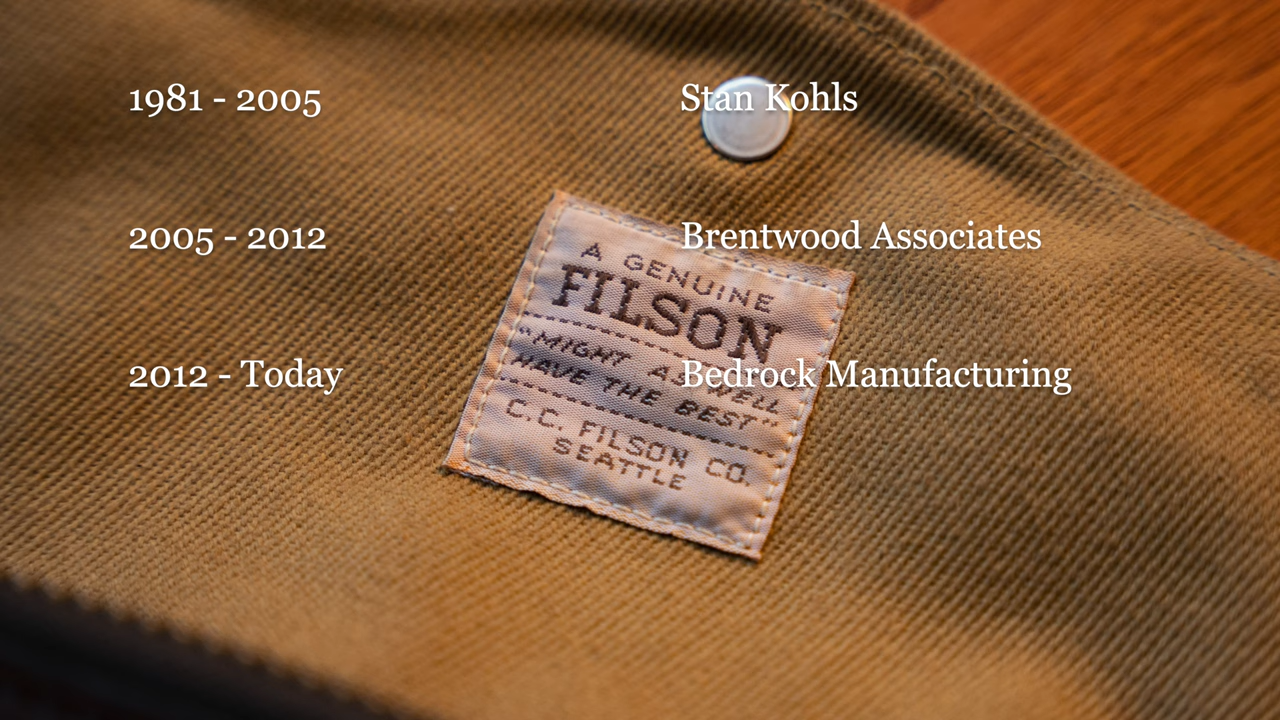 1981 - 2005 Stan Kohls
2005 - 2012 Brentwood Associates
2012 - Today Bedrock Manufacturing
A GENUINE
FILSON
"MIGHT AS WELL
HAVE THE BEST"
C.C. FILSON CO.
SEATTLE